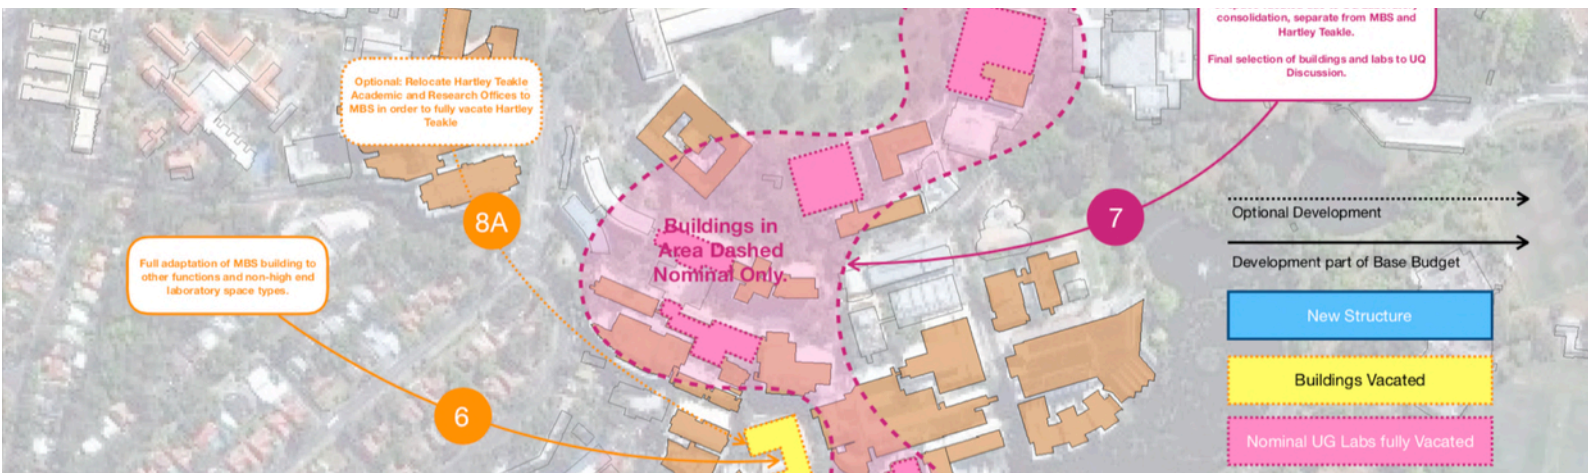 Optional: Relocate Hartley Teakle
Academic and Research Offices to
MBS in order to fully vacate Hartley
Teakle
8A
Full adaptation of MBS building to
other functions and non-high end
laboratory space types.
6
Buildings in
Area Dashed
Nominal Only.
consolidation, separate from MBS and
Hartley Teakle.
Final selection of buildings and labs to UQ
Discussion.
7
Optional Development
Development part of Base Budget
New Structure
Buildings Vacated
Nominal UG Labs fully Vacated